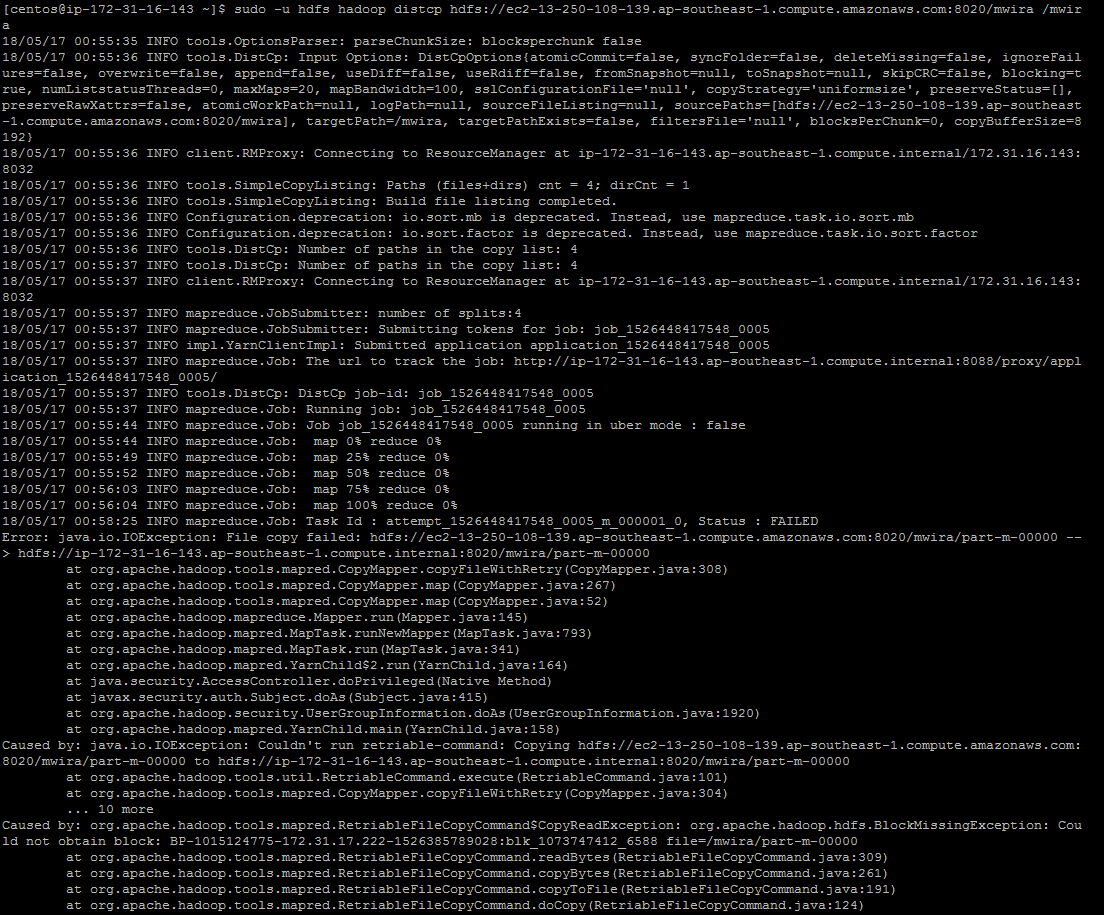 [centos@ip-172-31-16-143 ~]$ sudo -u hdfs hadoop distcp hdfs://ec2-13-250-108-139.ap-southeast-1.compute.amazonaws.com:8020/mwira /mwir
a
18/05/17 00:55:35 INFO tools.OptionsParser: parseChunkSize: blocksperchunk false
18/05/17 00:55:36 INFO tools.DistCp: Input Options: DistCpOptions{atomicCommit=false, syncFolder=false, deleteMissing=false, ignoreFail
ures=false, overwrite=false, append=false, useDiff=false, useRdiff=false, fromSnapshot=null, toSnapshot=null, skipCRC=false, blocking=t
rue, numListstatusThreads=0, maxMaps=20, mapBandwidth=100, sslConfigurationFile='null', copyStrategy='uniformsize', preserveStatus=[],
preserveRawXattrs=false, atomicWorkPath=null, logPath=null, sourceFileListing=null, sourcePaths=[hdfs://ec2-13-250-108-139.ap-southeast
-1.compute.amazonaws.com:8020/mwira], targetPath=/mwira, targetPathExists=false, filtersFile='null', blocksPerChunk=0, copyBufferSize=8
192}
18/05/17 00:55:36 INFO client.RMProxy: Connecting to ResourceManager at ip-172-31-16-143.ap-southeast-1.compute.internal/172.31.16.143:
8032
18/05/17 00:55:36 INFO tools.SimpleCopyListing: Paths (files+dirs) cnt = 4; dirCnt = 1
18/05/17 00:55:36 INFO tools.SimpleCopyListing: Build file listing completed.
18/05/17 00:55:36 INFO Configuration.deprecation: io.sort.mb is deprecated. Instead, use mapreduce.task.io.sort.mb
18/05/17 00:55:36 INFO Configuration.deprecation: io.sort.factor is deprecated. Instead, use mapreduce.task.io.sort.factor
18/05/17 00:55:36 INFO tools.DistCp: Number of paths in the copy list: 4
18/05/17 00:55:37 INFO tools.DistCp: Number of paths in the copy list: 4
18/05/17 00:55:37 INFO client.RMProxy: Connecting to ResourceManager at ip-172-31-16-143.ap-southeast-1.compute.internal/172.31.16.143:
8032
18/05/17 00:55:37 INFO mapreduce.JobSubmitter: number of splits:4
18/05/17 00:55:37 INFO mapreduce.JobSubmitter: Submitting tokens for job: job_1526448417548_0005
18/05/17 00:55:37 INFO impl.YarnClientImpl: Submitted application application_1526448417548_0005
18/05/17 00:55:37 INFO mapreduce.Job: The url to track the job: http://ip-172-31-16-143.ap-southeast-1.compute.internal:8088/proxy/appl
ication_1526448417548_0005/
18/05/17 00:55:37 INFO tools.DistCp: DistCp job-id: job_1526448417548_0005
18/05/17 00:55:37 INFO mapreduce.Job: Running job: job_1526448417548_0005
18/05/17 00:55:44 INFO mapreduce.Job: Job job_1526448417548_0005 running in uber mode : false
18/05/17 00:55:44 INFO mapreduce.Job:  map 0% reduce 0%
18/05/17 00:55:49 INFO mapreduce.Job:  map 25% reduce 0%
18/05/17 00:55:52 INFO mapreduce.Job:  map 50% reduce 0%
18/05/17 00:56:03 INFO mapreduce.Job:  map 75% reduce 0%
18/05/17 00:56:04 INFO mapreduce.Job:  map 100% reduce 0%
18/05/17 00:58:25 INFO mapreduce.Job: Task Id : attempt_1526448417548_0005_m_000001_0, Status : FAILED
Error: java.io.IOException: File copy failed: hdfs://ec2-13-250-108-139.ap-southeast-1.compute.amazonaws.com:8020/mwira/part-m-00000 --
> hdfs://ip-172-31-16-143.ap-southeast-1.compute.internal:8020/mwira/part-m-00000
at org.apache.hadoop.tools.mapred.CopyMapper.copyFileWithRetry(CopyMapper.java:308)
at org.apache.hadoop.tools.mapred.CopyMapper.map(CopyMapper.java:267)
at org.apache.hadoop.tools.mapred.CopyMapper.map(CopyMapper.java:52)
at org.apache.hadoop.mapreduce.Mapper.run(Mapper.java:145)
at org.apache.hadoop.mapred.MapTask.runNewMapper(MapTask.java:793)
at org.apache.hadoop.mapred.MapTask.run(MapTask.java:341)
at org.apache.hadoop.mapred.YarnChild$2.run(YarnChild.java:164)
at java.security.AccessController.doPrivileged(Native Method)
at javax.security.auth.Subject.doAs(Subject.java:415)
at org.apache.hadoop.security.UserGroupInformation.doAs(UserGroupInformation.java:1920)
at org.apache.hadoop.mapred.YarnChild.main(YarnChild.java:158)
Caused by: java.io.IOException: Couldn't run retriable-command: Copying hdfs://ec2-13-250-108-139.ap-southeast-1.compute.amazonaws.com:
8020/mwira/part-m-00000 to hdfs://ip-172-31-16-143.ap-southeast-1.compute.internal:8020/mwira/part-m-00000
at org.apache.hadoop.tools.util.RetriableCommand.execute(RetriableCommand.java:101)
at org.apache.hadoop.tools.mapred.CopyMapper.copyFileWithRetry(CopyMapper.java:304)
... 10 more
Caused by: org.apache.hadoop.tools.mapred.RetriableFileCopyCommand$CopyReadException: org.apache.hadoop.hdfs.BlockMissingException: Cou
ld not obtain block: BP-1015124775-172.31.17.222-1526385789028:blk_1073747412_6588 file=/mwira/part-m-00000
at org.apache.hadoop.tools.mapred.RetriableFileCopyCommand.readBytes(RetriableFileCopyCommand.java:309)
at org.apache.hadoop.tools.mapred.RetriableFileCopyCommand.copyBytes(RetriableFileCopyCommand.java:261)
at org.apache.hadoop.tools.mapred.RetriableFileCopyCommand.copyToFile(RetriableFileCopyCommand.java:191)
at org.apache.hadoop.tools.mapred.RetriableFileCopyCommand.doCopy(RetriableFileCopyCommand.java:124)